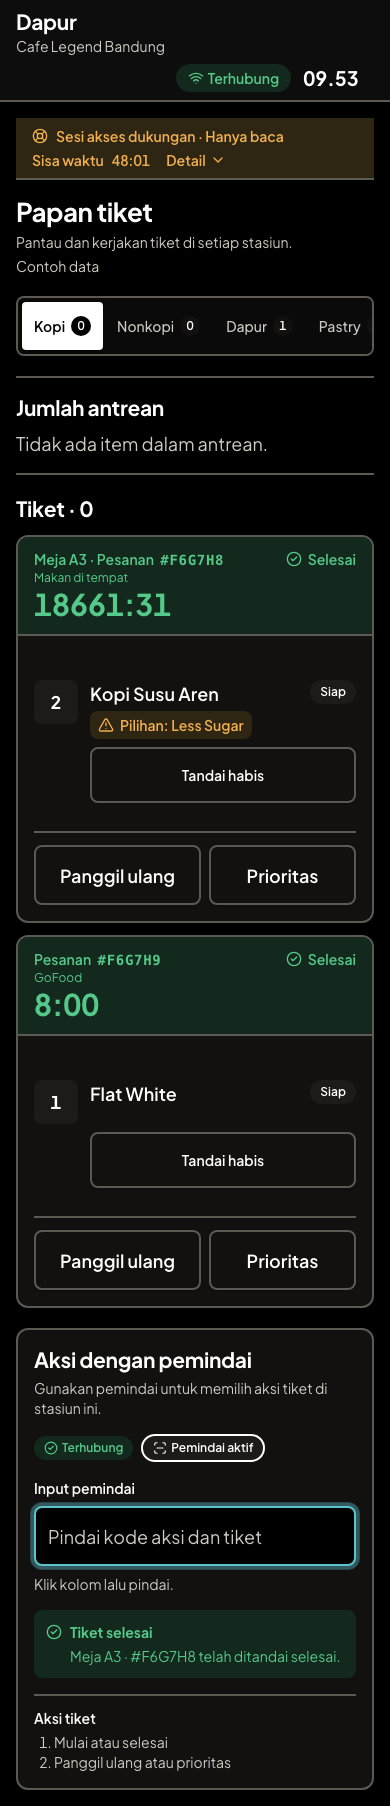 Dapur
Cafe Legend Bandung
Terhubung 09.53
Sesi akses dukungan · Hanya baca
Sisa waktu 48:01 Detail
Papan tiket
Pantau dan kerjakan tiket di setiap stasiun.
Contoh data
Kopi 0 Nonkopi 0 Dapur 1 Pastry
Jumlah antrean
Tidak ada item dalam antrean.
Tiket · 0
Meja A3 · Pesanan #F6G7H8 Selesai
Makan di tempat
18661:31
2 Kopi Susu Aren Siap
Pilihan: Less Sugar
Tandai habis
Panggil ulang Prioritas
Pesanan #F6G7H9 Selesai
GoFood
8:00
1 Flat White Siap
Tandai habis
Panggil ulang Prioritas
Aksi dengan pemindai
Gunakan pemindai untuk memilih aksi tiket di
stasiun ini.
Terhubung Pemindai aktif
Input pemindai
Pindai kode aksi dan tiket
Klik kolom lalu pindai.
Tiket selesai
Meja A3 · #F6G7H8 telah ditandai selesai.
Aksi tiket
1. Mulai atau selesai
2. Panggil ulang atau prioritas